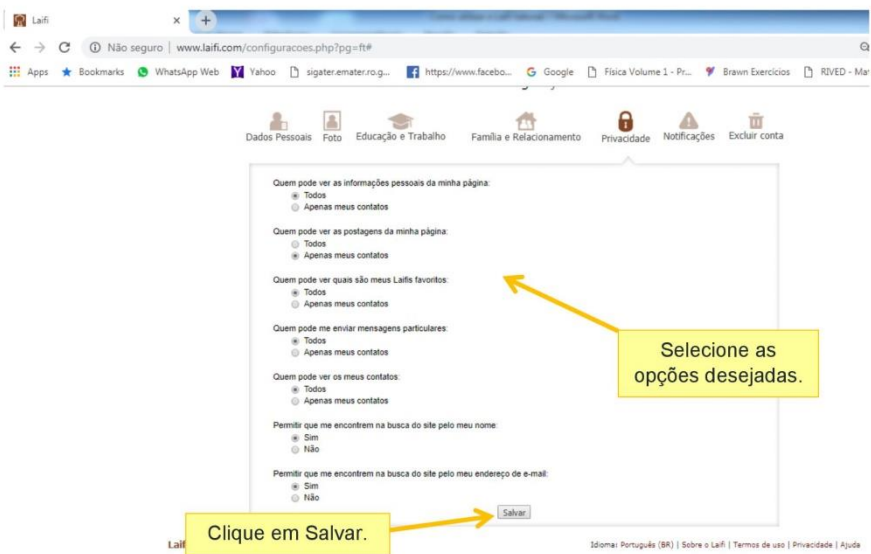 Laifi
Não seguro | www.laifi.com/configuracoes.php?pg=ft#
Apps Bookmarks WhatsApp Web Yahoo sigater.emater.ro.g... https://www.facebo... Google Física Volume 1 - Pr... Brawn Exercicios RIVED - Mat
Dados Pessoais Foto Educação e Trabalho Família e Relacionamento Privacidade Notificações Excluir conta
Quem pode ver as informações pessoais da minha página:
Todos
Apenas meus contatos
Quem pode ver as postagens da minha página:
Todos
Apenas meus contatos
Quem pode ver quais são meus Laifis favoritos:
Todos
Apenas meus contatos
Quem pode me enviar mensagens particulares:
Todos
Apenas meus contatos
Quem pode ver os meus contatos:
Todos
Apenas meus contatos
Permitir que me encontrem na busca do site pelo meu nome:
Sim
Não
Permitir que me encontrem na busca do site pelo meu endereço de e-mail:
Sim
Não
Salvar
Selecione as
opções desejadas.
Clique em Salvar.
Laif
Idioma: Português (BR) | Sobre o Laifi | Termos de uso | Privacidade | Ajuda